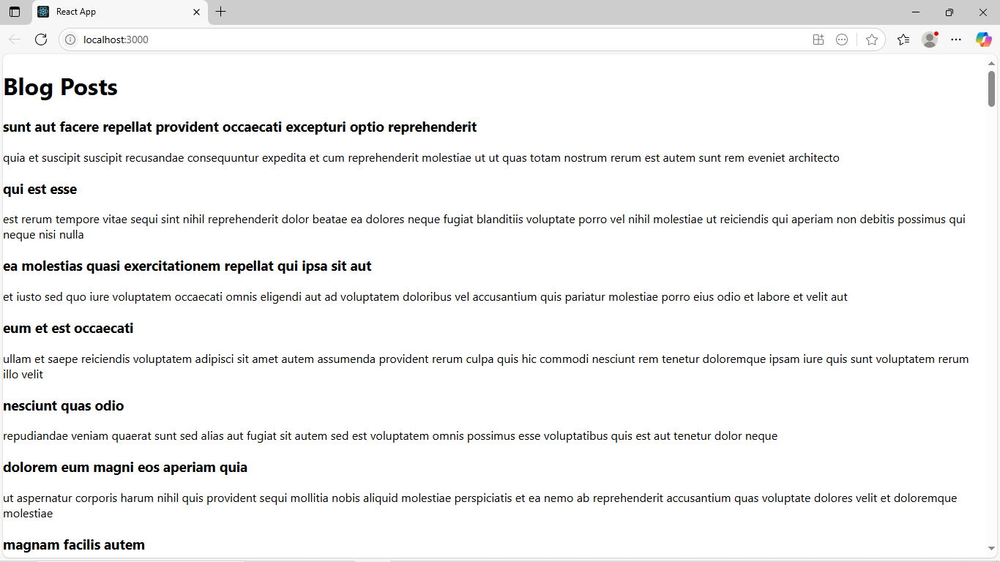 React App
localhost:3000
Blog Posts
sunt aut facere repellat provident occaecati excepturi optio reprehenderit
quia et suscipit suscipit recusandae consequuntur expedita et cum reprehenderit molestiae ut ut quas totam nostrum rerum est autem sunt rem eveniet architecto
qui est esse
est rerum tempore vitae sequi sint nihil reprehenderit dolor beatae ea dolores neque fugiat blanditiis voluptate porro vel nihil molestiae ut reiciendis qui aperiam non debitis possimus qui
neque nisi nulla
ea molestias quasi exercitationem repellat qui ipsa sit aut
et iusto sed quo iure voluptatem occaecati omnis eligendi aut ad voluptatem doloribus vel accusantium quis pariatur molestiae porro eius odio et labore et velit aut
eum et est occaecati
ullam et saepe reiciendis voluptatem adipisci sit amet autem assumenda provident rerum culpa quis hic commodi nesciunt rem tenetur doloremque ipsam iure quis sunt voluptatem rerum
illo velit
nesciunt quas odio
repudiandae veniam quaerat sunt sed alias aut fugiat sit autem sed est voluptatem omnis possimus esse voluptatibus quis est aut tenetur dolor neque
dolorem eum magni eos aperiam quia
ut aspernatur corporis harum nihil quis provident sequi mollitia nobis aliquid molestiae perspiciatis et ea nemo ab reprehenderit accusantium quas voluptate dolores velit et doloremque
molestiae
magnam facilis autem